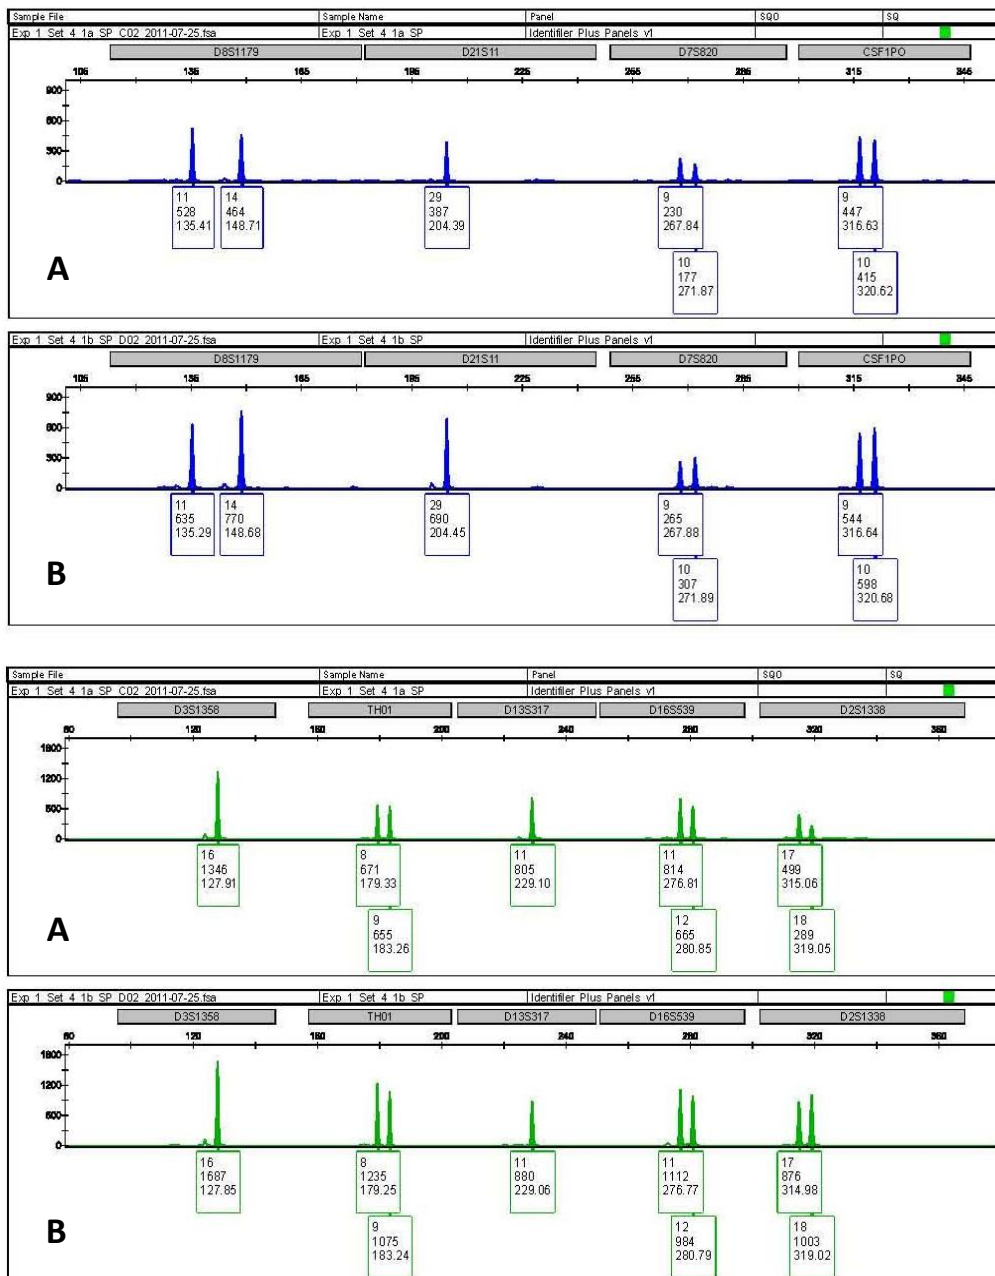 Sample File Sample Name Panel SQO SQ
Exp 1 Set 4 1a SP C02 2011-07-25.fsa Exp 1 Set 4 1a SP Identifiler Plus Panels v1
D8S1179 D21S11 D7S820 CSF1PO
105 135 165 195 225 255 285 315 345
900
600
300
0
11 14 29 9 9
528 464 387 230 447
135.41 148.71 204.39 267.84 316.63
A
10 10
177 415
271.87 320.62
Exp 1 Set 4 1b SP D02 2011-07-25.fsa Exp 1 Set 4 1b SP Identifiler Plus Panels v1
D8S1179 D21S11 D7S820 CSF1PO
105 135 165 195 225 255 285 315 345
900
600
300
0
11 14 29 9 9
635 770 690 265 544
135.29 148.68 204.45 267.88 316.64
B
10 10
307 598
271.89 320.68
Sample File Sample Name Panel SQO SQ
Exp 1 Set 4 1a SP C02 2011-07-25.fsa Exp 1 Set 4 1a SP Identifiler Plus Panels v1
D3S1358 TH01 D13S317 D16S539 D2S1338
80 120 160 200 240 280 320 360
1800
1200
600
0
16 8 11 11 17
1346 671 805 814 499
127.91 179.33 229.10 276.81 315.06
A
9 12 18
655 665 289
183.26 280.85 319.05
Exp 1 Set 4 1b SP D02 2011-07-25.fsa Exp 1 Set 4 1b SP Identifiler Plus Panels v1
D3S1358 TH01 D13S317 D16S539 D2S1338
80 120 160 200 240 280 320 360
1800
1200
600
0
16 8 11 11 17
1687 1235 880 1112 876
127.85 179.25 229.06 276.77 314.98
B
9 12 18
1075 984 1003
183.24 280.79 319.02